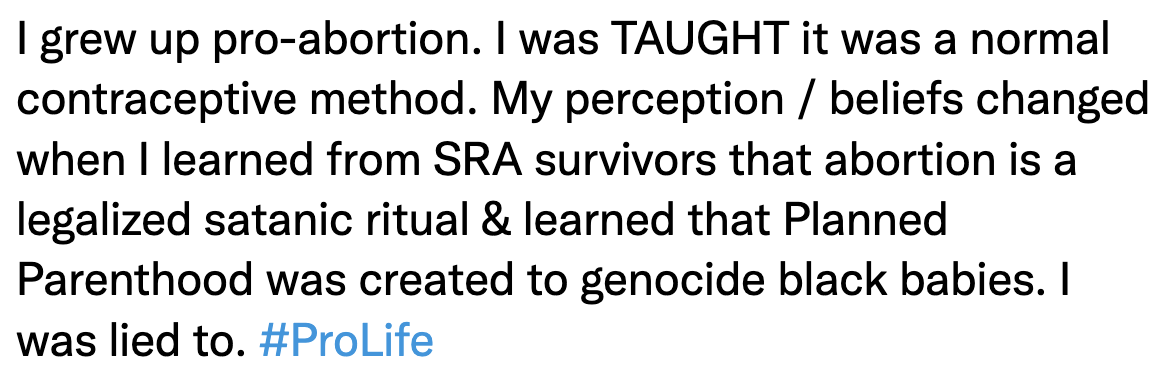 I grew up pro-abortion. I was TAUGHT it was a normal
contraceptive method. My perception / beliefs changed
when I learned from SRA survivors that abortion is a
legalized satanic ritual & learned that Planned
Parenthood was created to genocide black babies. I
was lied to. #ProLife